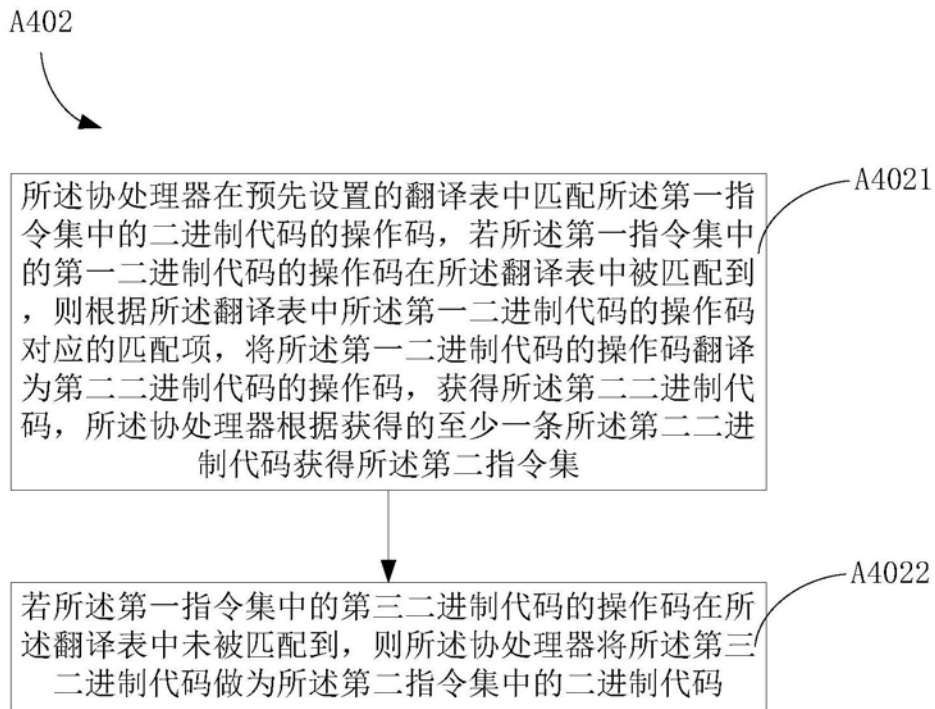 A402
所述协处理器在预先设置的翻译表中匹配所述第一指
令集中的二进制代码的操作码，若所述第一指令集中
的第一二进制代码的操作码在所述翻译表中被匹配到
，则根据所述翻译表中所述第一二进制代码的操作码
对应的匹配项，将所述第一二进制代码的操作码翻译
为第二二进制代码的操作码，获得所述第二二进制代
码，所述协处理器根据获得的至少一条所述第二二进
制代码获得所述第二指令集
A4021
若所述第一指令集中的第三二进制代码的操作码在所
述翻译表中未被匹配到，则所述协处理器将所述第三
二进制代码做为所述第二指令集中的二进制代码
A4022